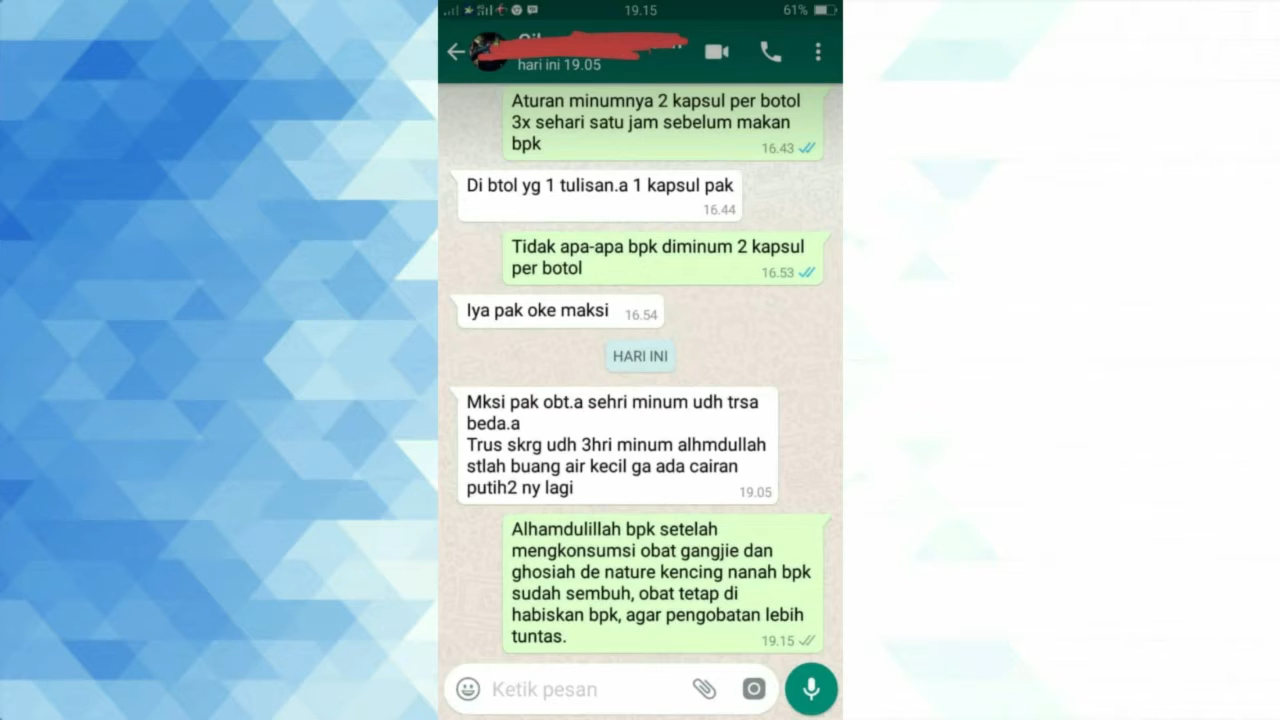 19.15
61%
hari ini 19.05
Aturan minumnya 2 kapsul per botol
3x sehari satu jam sebelum makan
bpk
16.43
Di btol yg 1 tulisan.a 1 kapsul pak
16.44
Tidak apa-apa bpk diminum 2 kapsul
per botol
16.53
Iya pak oke maksi
16.54
HARI INI
Mksi pak obt.a sehri minum udh trsa
beda.a
Trus skrg udh 3hri minum alhmdullah
stlah buang air kecil ga ada cairan
putih2 ny lagi
19.05
Alhamdulillah bpk setelah
mengkonsumsi obat gangjie dan
ghosiah de nature kencing nanah bpk
sudah sembuh, obat tetap di
habiskan bpk, agar pengobatan lebih
tuntas.
19.15
Ketik pesan